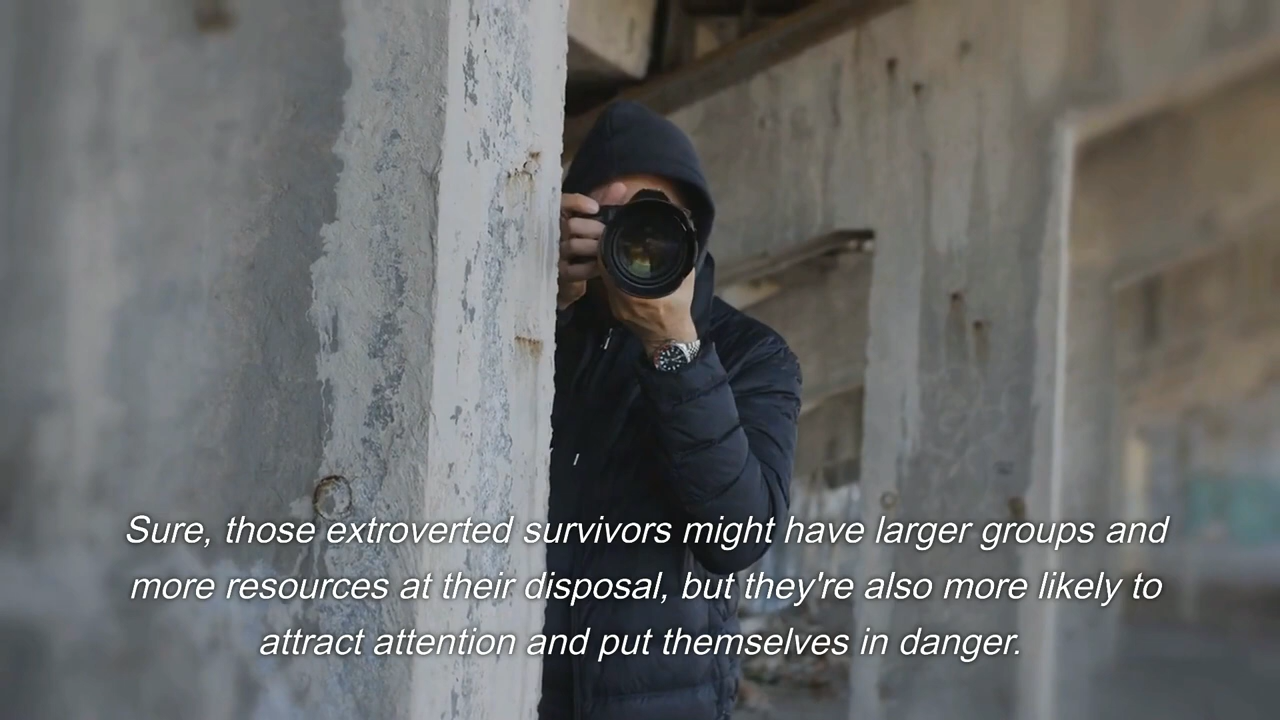 Sure, those extroverted survivors might have larger groups and
more resources at their disposal, but they're also more likely to
attract attention and put themselves in danger.